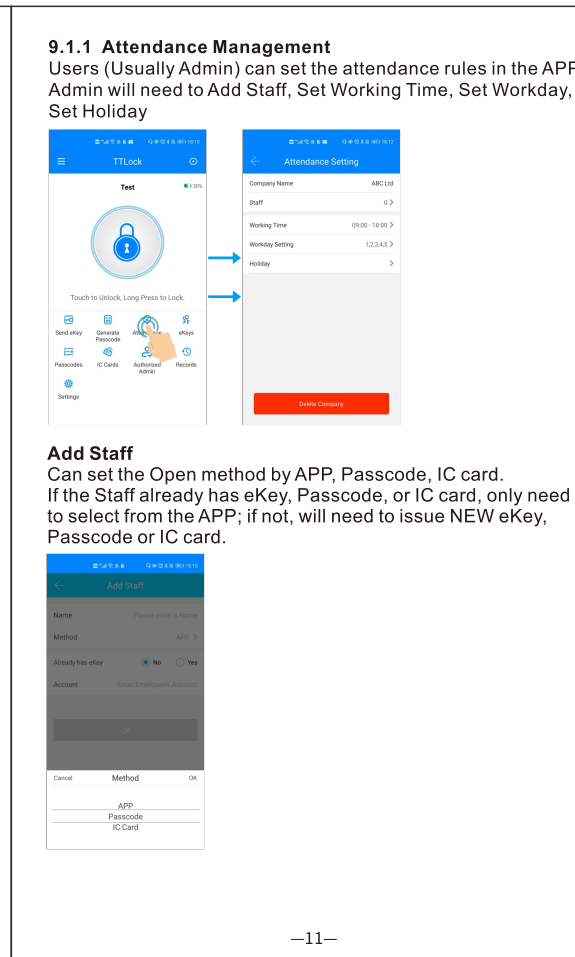 9.1.1 Attendance Management
Users (Usually Admin) can set the attendance rules in the APP
Admin will need to Add Staff, Set Working Time, Set Workday,
Set Holiday
18:10
TTLock
Test
30%
Touch to Unlock, Long Press to Lock.
Send eKey
Generate Passcode
eKeys
Passcodes
IC Cards
Authorized Admin
Records
Settings
18:12
Attendance Setting
Company Name ABC Ltd
Staff 0 >
Working Time 09:00 - 18:00 >
Workday Setting 1,2,3,4,5 >
Holiday >
Delete Company
Add Staff
Can set the Open method by APP, Passcode, IC card.
If the Staff already has eKey, Passcode, or IC card, only need
to select from the APP; if not, will need to issue NEW eKey,
Passcode or IC card.
Add Staff
Name Please enter a Name
Method APP >
Already has eKey No Yes
Account Enter Employee's Account
OK
Cancel Method OK
APP
Passcode
IC Card
—11—